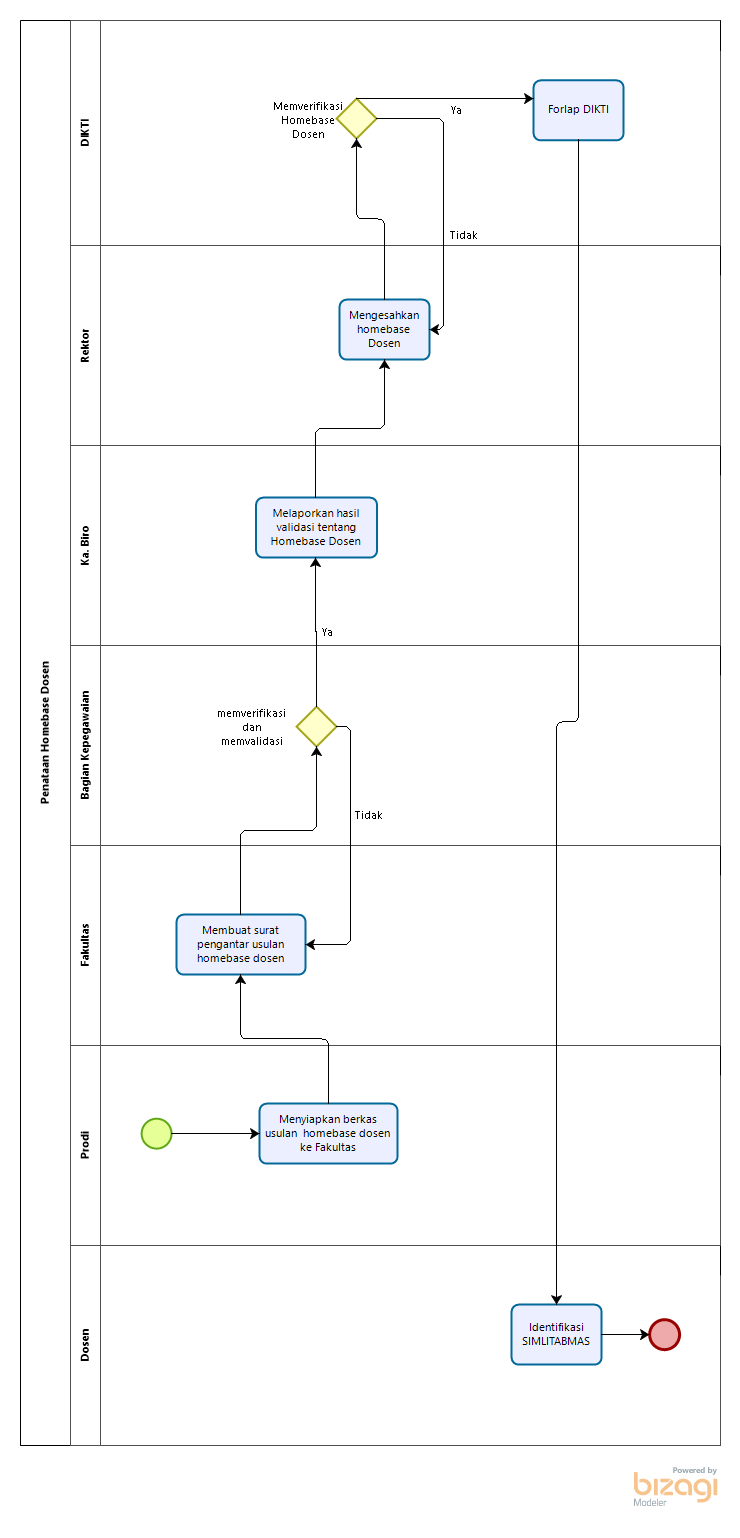 Penataan Homebase Dosen
DIKTI
Memverifikasi
Homebase
Dosen
Ya
Forlap DIKTI
Tidak
Rektor
Mengesahkan
homebase
Dosen
Ka. Biro
Melaporkan hasil
validasi tentang
Homebase Dosen
Ya
Bagian Kepegawaian
memverifikasi
dan
memvalidasi
Tidak
Fakultas
Membuat surat
pengantar usulan
homebase dosen
Prodi
Menyiapkan berkas
usulan homebase dosen
ke Fakultas
Dosen
Identifikasi
SIMLITABMAS
Powered by
bizagi
Modeler